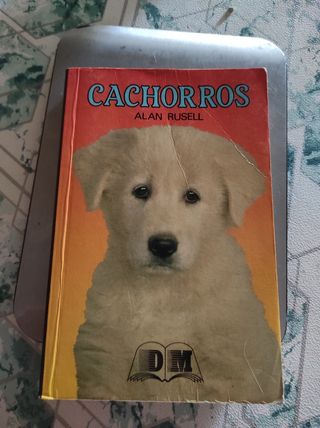 CACHORROS
ALAN RUSELL
DM